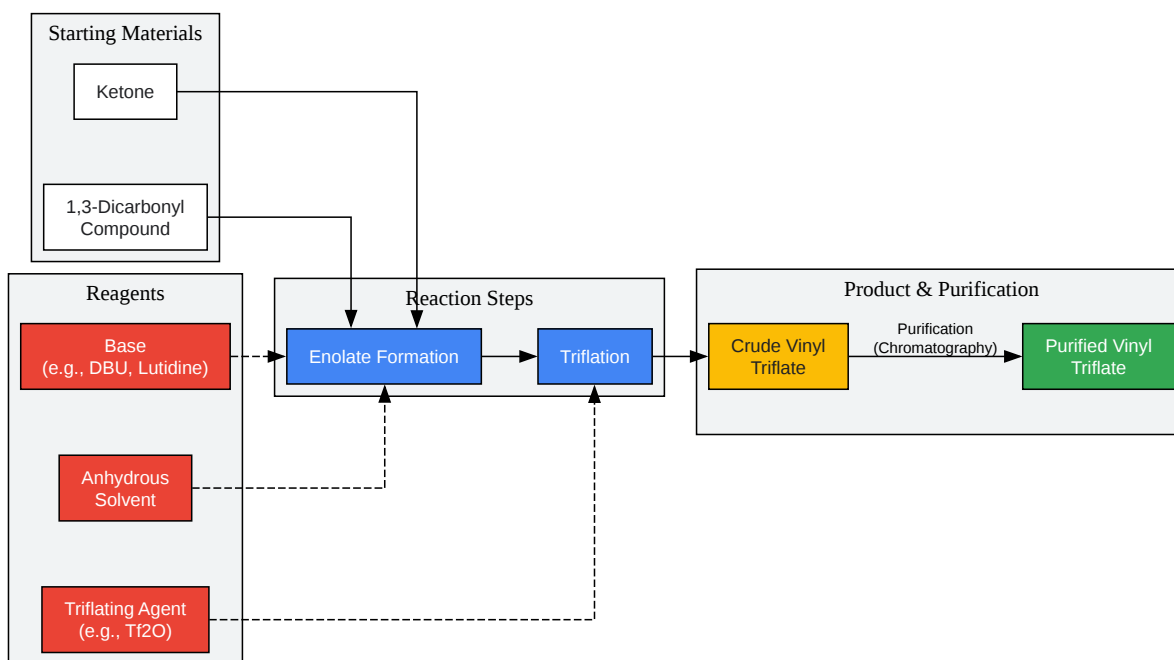 Starting Materials
Ketone
1,3-Dicarbonyl
Compound
Reagents
Base
(e.g., DBU, Lutidine)
Anhydrous
Solvent
Triflating Agent
(e.g., Tf2O)
Reaction Steps
Enolate Formation
Triflation
Product & Purification
Crude Vinyl
Triflate
Purification
(Chromatography)
Purified Vinyl
Triflate